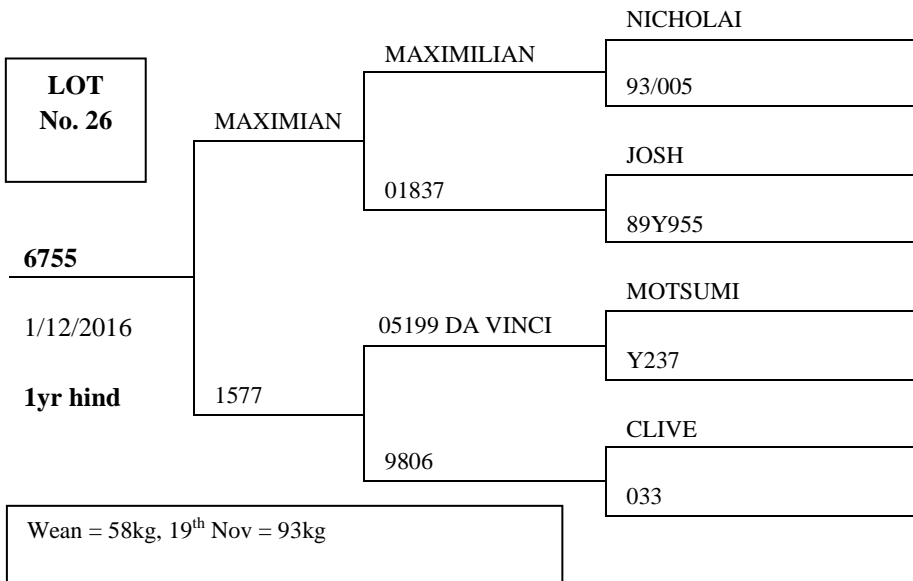 LOT
No. 26
6755
1/12/2016
1yr hind
MAXIMIAN
1577
MAXIMILIAN
01837
05199 DA VINCI
9806
NICHOLAI
93/005
JOSH
89Y955
MOTSUMI
Y237
CLIVE
033
Wean = 58kg, 19th Nov = 93kg